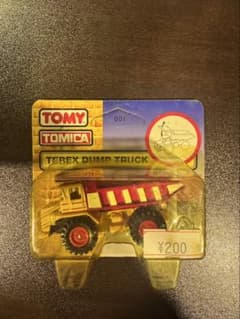 TOMY
001
TOMICA
TEREX DUMP TRUCK
¥200